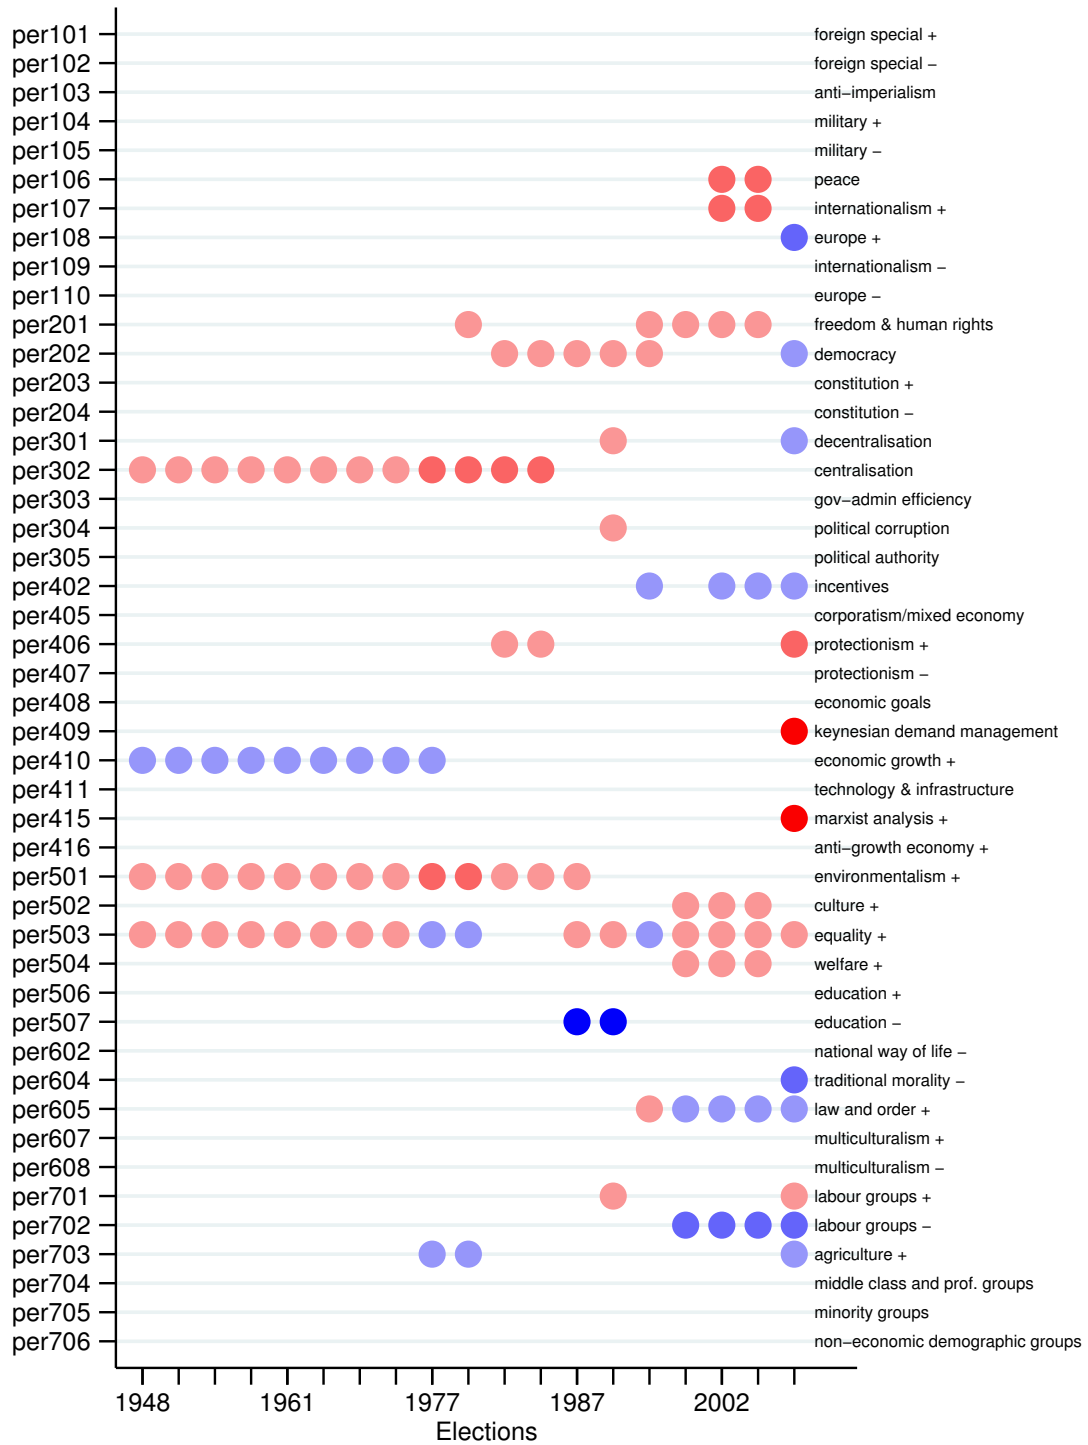 per101 foreign special +
per102 foreign special −
per103 anti−imperialism
per104 military +
per105 military −
per106 peace
per107 internationalism +
per108 europe +
per109 internationalism −
per110 europe −
per201 freedom & human rights
per202 democracy
per203 constitution +
per204 constitution −
per301 decentralisation
per302 centralisation
per303 gov−admin efficiency
per304 political corruption
per305 political authority
per402 incentives
per405 corporatism/mixed economy
per406 protectionism +
per407 protectionism −
per408 economic goals
per409 keynesian demand management
per410 economic growth +
per411 technology & infrastructure
per415 marxist analysis +
per416 anti−growth economy +
per501 environmentalism +
per502 culture +
per503 equality +
per504 welfare +
per506 education +
per507 education −
per602 national way of life −
per604 traditional morality −
per605 law and order +
per607 multiculturalism +
per608 multiculturalism −
per701 labour groups +
per702 labour groups −
per703 agriculture +
per704 middle class and prof. groups
per705 minority groups
per706 non−economic demographic groups
1948 1961 1977 1987 2002
Elections